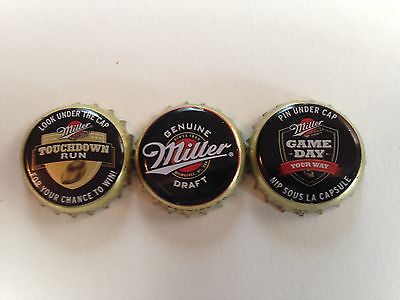 LOOK UNDER THE CAP
Miller
TOUCHDOWN
RUN
FOR YOUR CHANCE TO WIN!
GENUINE
Miller®
DRAFT
PIN UNDER CAP
Miller
GAME
DAY
YOUR WAY
NIP SOUS LA CAPSULE